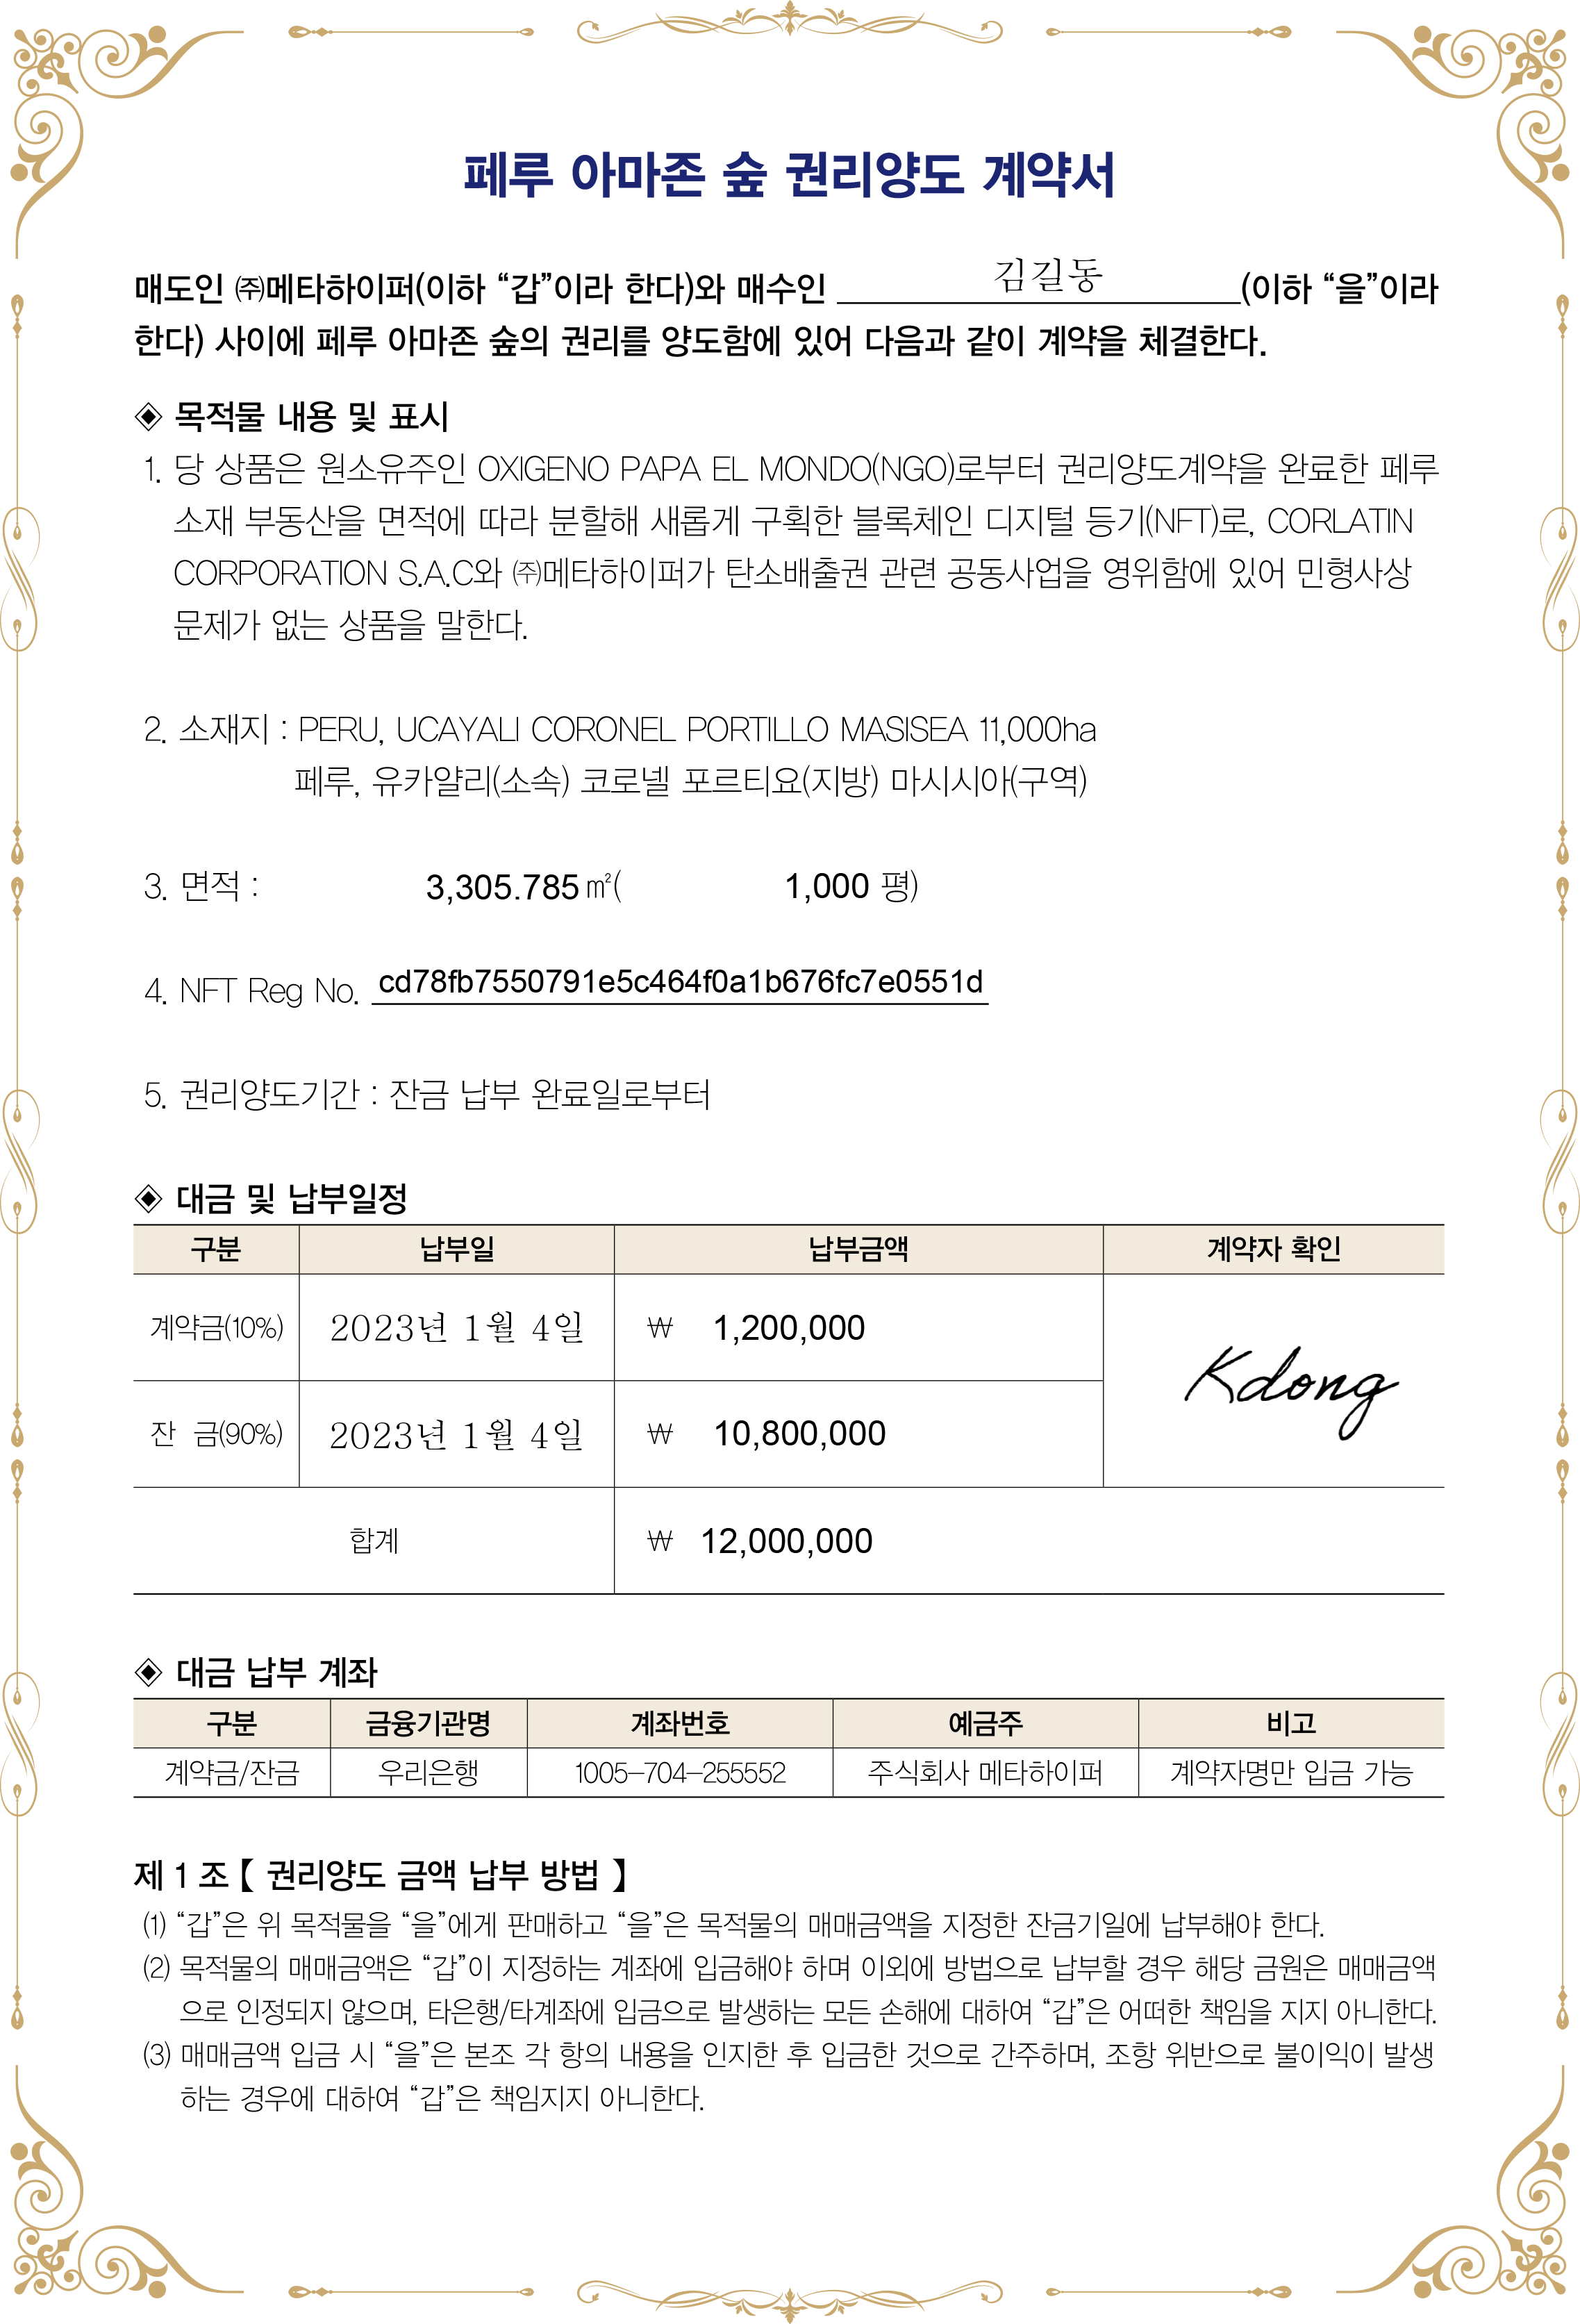 페루 아마존 숲 권리양도 계약서
매도인 ㈜메타하이퍼(이하 “갑”이라 한다)와 매수인 김길동 (이하 “을”이라
한다) 사이에 페루 아마존 숲의 권리를 양도함에 있어 다음과 같이 계약을 체결한다.
◈ 목적물 내용 및 표시
1. 당 상품은 원소유주인 OXIGENO PAPA EL MONDO(NGO)로부터 권리양도계약을 완료한 페루
소재 부동산을 면적에 따라 분할해 새롭게 구획한 블록체인 디지털 등기(NFT)로, CORLATIN
CORPORATION S.A.C와 ㈜메타하이퍼가 탄소배출권 관련 공동사업을 영위함에 있어 민형사상
문제가 없는 상품을 말한다.
2. 소재지 : PERU, UCAYALI CORONEL PORTILLO MASISEA 11,000ha
페루, 유카얄리(소속) 코로넬 포르티요(지방) 마시시아(구역)
3. 면적 : 3,305.785 ㎡( 1,000 평)
4. NFT Reg No. cd78fb7550791e5c464f0a1b676fc7e0551d
5. 권리양도기간 : 잔금 납부 완료일로부터
◈ 대금 및 납부일정
구분 납부일 납부금액 계약자 확인
계약금(10%) 2023년 1월 4일 ₩ 1,200,000
Kdong
잔 금(90%) 2023년 1월 4일 ₩ 10,800,000
합계 ₩ 12,000,000
◈ 대금 납부 계좌
구분 금융기관명 계좌번호 예금주 비고
계약금/잔금 우리은행 1005-704-255552 주식회사 메타하이퍼 계약자명만 입금 가능
제 1 조【 권리양도 금액 납부 방법 】
(1) “갑”은 위 목적물을 “을”에게 판매하고 “을”은 목적물의 매매금액을 지정한 잔금기일에 납부해야 한다.
(2) 목적물의 매매금액은 “갑”이 지정하는 계좌에 입금해야 하며 이외에 방법으로 납부할 경우 해당 금원은 매매금액
으로 인정되지 않으며, 타은행/타계좌에 입금으로 발생하는 모든 손해에 대하여 “갑”은 어떠한 책임을 지지 아니한다.
(3) 매매금액 입금 시 “을”은 본조 각 항의 내용을 인지한 후 입금한 것으로 간주하며, 조항 위반으로 불이익이 발생
하는 경우에 대하여 “갑”은 책임지지 아니한다.